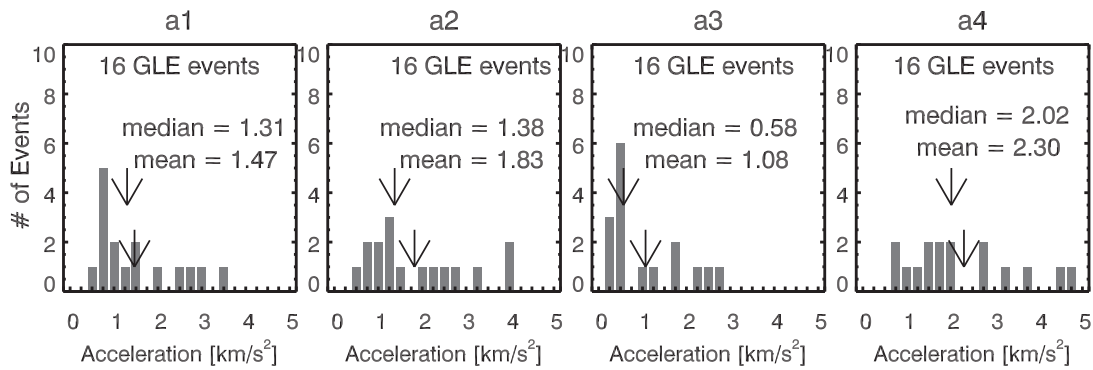 a1 a2 a3 a4
10 10 10 10
16 GLE events 16 GLE events 16 GLE events 16 GLE events
8 8 8 8
median = 1.31 median = 1.38 median = 0.58 median = 2.02
6 6 6 6
mean = 1.47 mean = 1.83 mean = 1.08 mean = 2.30
# of Events
4 4 4 4
2 2 2 2
0 0 0 0
0 1 2 3 4 5 0 1 2 3 4 5 0 1 2 3 4 5 0 1 2 3 4 5
Acceleration [km/s²] Acceleration [km/s²] Acceleration [km/s²] Acceleration [km/s²]